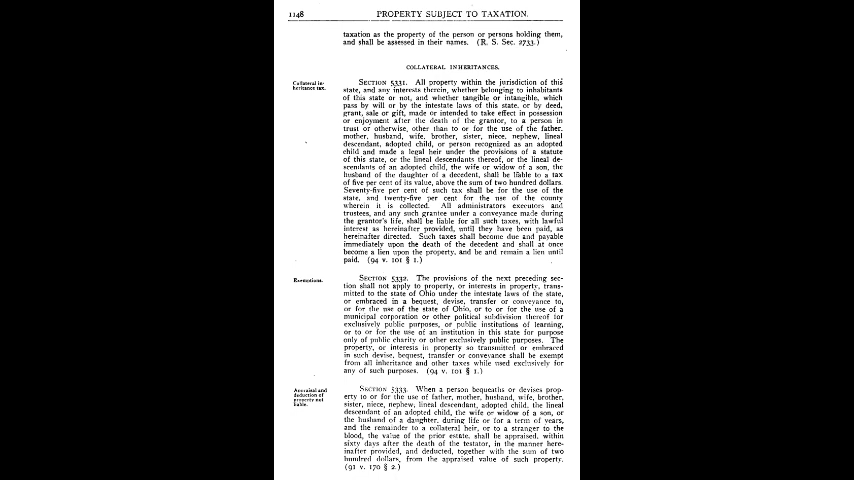 1148 PROPERTY SUBJECT TO TAXATION.
taxation as the property of the person or persons holding them,
and shall be assessed in their names. (R. S. Sec. 2733.)
COLLATERAL INHERITANCES.
Collateral in-
heritance tax.
SECTION 5331. All property within the jurisdiction of this
state, and any interests therein, whether belonging to inhabitants
of this state or not, and whether tangible or intangible, which
pass by will or by the intestate laws of this state, or by deed,
grant, sale or gift, made or intended to take effect in possession
or enjoyment after the death of the grantor, to a person in
trust or otherwise, other than to or for the use of the father,
mother, husband, wife, brother, sister, niece, nephew, lineal
descendant, adopted child, or person recognized as an adopted
child and made a legal heir under the provisions of a statute
of this state, or the lineal descendants thereof, or the lineal de-
scendants of an adopted child, the wife or widow of a son, the
husband of the daughter of a decedent, shall be liable to a tax
of five per cent of its value, above the sum of two hundred dollars.
Seventy-five per cent of such tax shall be for the use of the
state, and twenty-five per cent for the use of the county
wherein it is collected. All administrators executors and
trustees, and any such grantee under a conveyance made during
the grantor's life, shall be liable for all such taxes, with lawful
interest as hereinafter provided, until they have been paid, as
hereinafter directed. Such taxes shall become due and payable
immediately upon the death of the decedent and shall at once
become a lien upon the property, and be and remain a lien until
paid. (94 v. 101 § 1.)
Exemptions.
SECTION 5332. The provisions of the next preceding sec-
tion shall not apply to property, or interests in property, trans-
mitted to the state of Ohio under the intestate laws of the state,
or embraced in a bequest, devise, transfer or conveyance to,
or for the use of the state of Ohio, or to or for the use of a
municipal corporation or other political subdivision thereof for
exclusively public purposes, or public institutions of learning,
or to or for the use of an institution in this state for purpose
only of public charity or other exclusively public purposes. The
property, or interests in property so transmitted or embraced
in such devise, bequest, transfer or conveyance shall be exempt
from all inheritance and other taxes while used exclusively for
any of such purposes. (94 v. 101 § 1.)
Appraisal and
deduction of
property not
liable.
SECTION 5333. When a person bequeaths or devises prop-
erty to or for the use of father, mother, husband, wife, brother,
sister, niece, nephew, lineal descendant, adopted child, the lineal
descendant of an adopted child, the wife or widow of a son, or
the husband of a daughter, during life or for a term of years,
and the remainder to a collateral heir, or to a stranger to the
blood, the value of the prior estate, shall be appraised, within
sixty days after the death of the testator, in the manner here-
inafter provided, and deducted, together with the sum of two
hundred dollars, from the appraised value of such property.
(91 v. 170 § 2.)